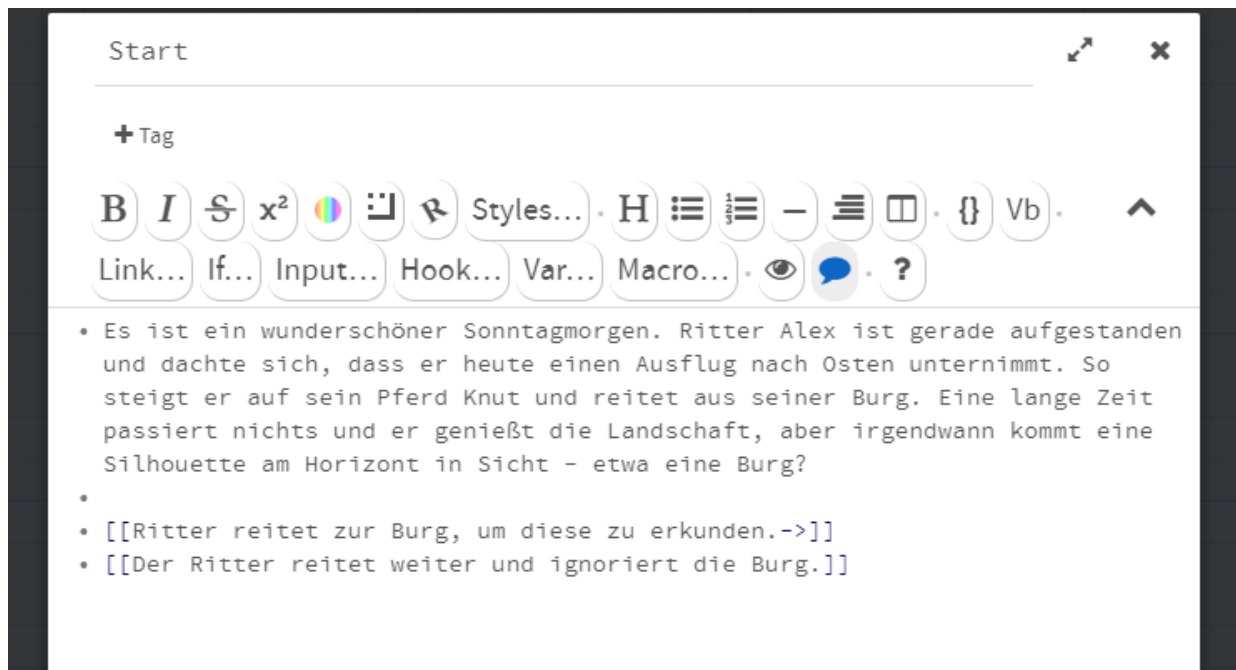 Start
+ Tag
B I S x² R Styles... H – {} Vb
Link... If... Input... Hook... Var... Macro... ?
• Es ist ein wunderschöner Sonntagmorgen. Ritter Alex ist gerade aufgestanden
und dachte sich, dass er heute einen Ausflug nach Osten unternimmt. So
steigt er auf sein Pferd Knut und reitet aus seiner Burg. Eine lange Zeit
passiert nichts und er genießt die Landschaft, aber irgendwann kommt eine
Silhouette am Horizont in Sicht – etwa eine Burg?
•
• [[Ritter reitet zur Burg, um diese zu erkunden.->]]
• [[Der Ritter reitet weiter und ignoriert die Burg.]]